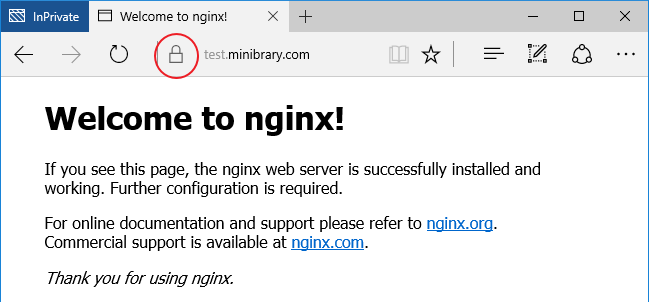 InPrivate
Welcome to nginx!
test.minibrary.com
Welcome to nginx!
If you see this page, the nginx web server is successfully installed and
working. Further configuration is required.
For online documentation and support please refer to nginx.org.
Commercial support is available at nginx.com.
Thank you for using nginx.